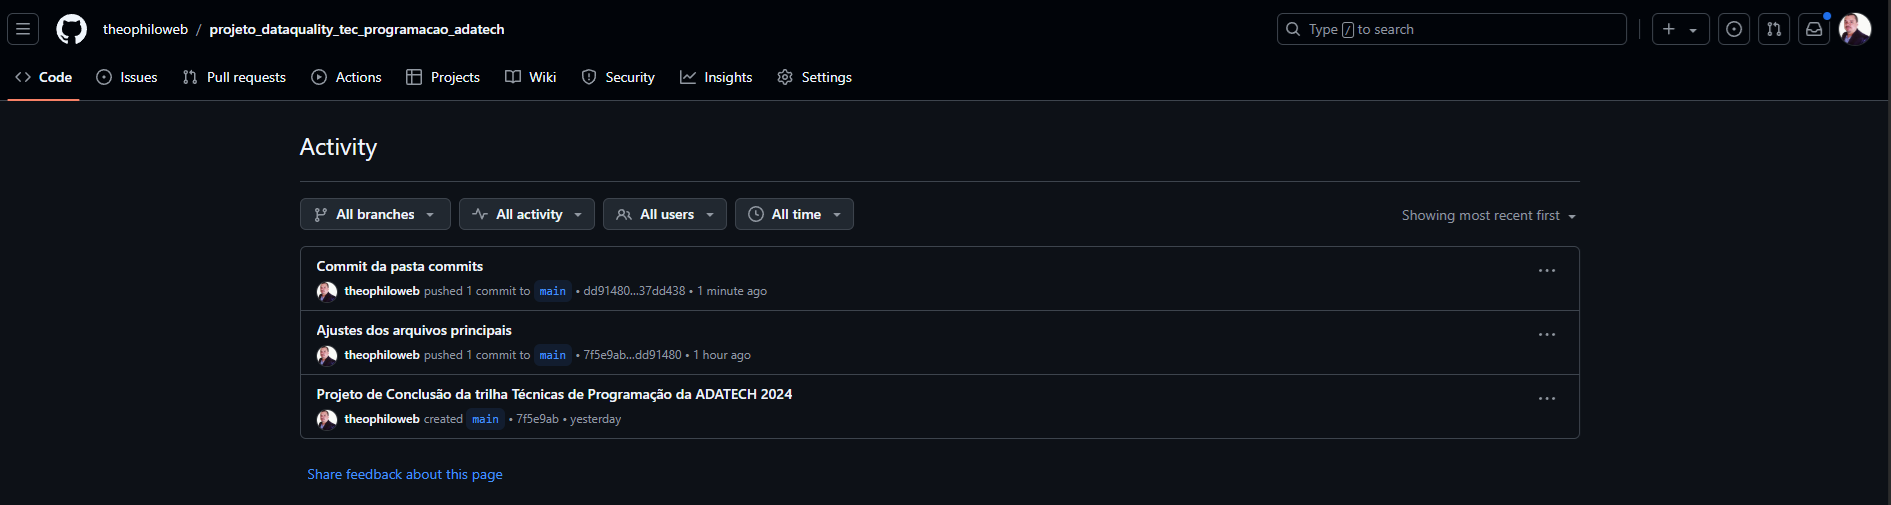 theophiloweb / projeto_dataquality_tec_programacao_adatech
Type / to search
Code Issues Pull requests Actions Projects Wiki Security Insights Settings
Activity
All branches All activity All users All time
Showing most recent first
Commit da pasta commits
theophiloweb pushed 1 commit to main • dd91480...37dd438 • 1 minute ago
Ajustes dos arquivos principais
theophiloweb pushed 1 commit to main • 7f5e9ab...dd91480 • 1 hour ago
Projeto de Conclusão da trilha Técnicas de Programação da ADATECH 2024
theophiloweb created main • 7f5e9ab • yesterday
Share feedback about this page